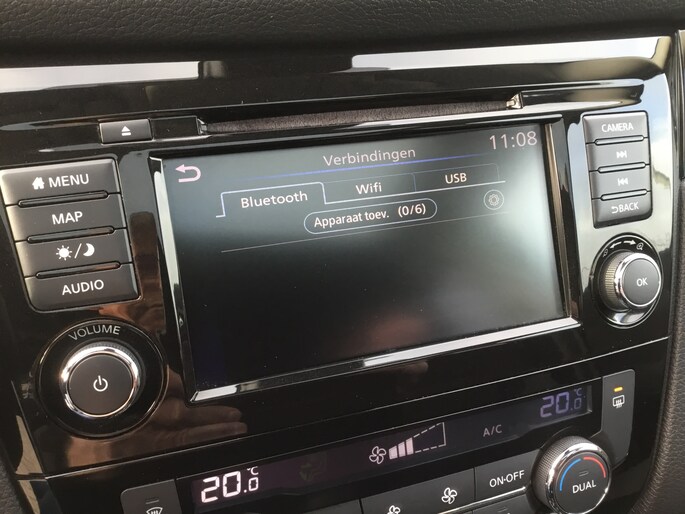 Verbindingen
11:08
Bluetooth
Wifi
USB
Apparaat toev. (0/6)
MENU
MAP
AUDIO
VOLUME
CAMERA
BACK
OK
20.0 °C
A/C
20.0 °C
ON-OFF
DUAL